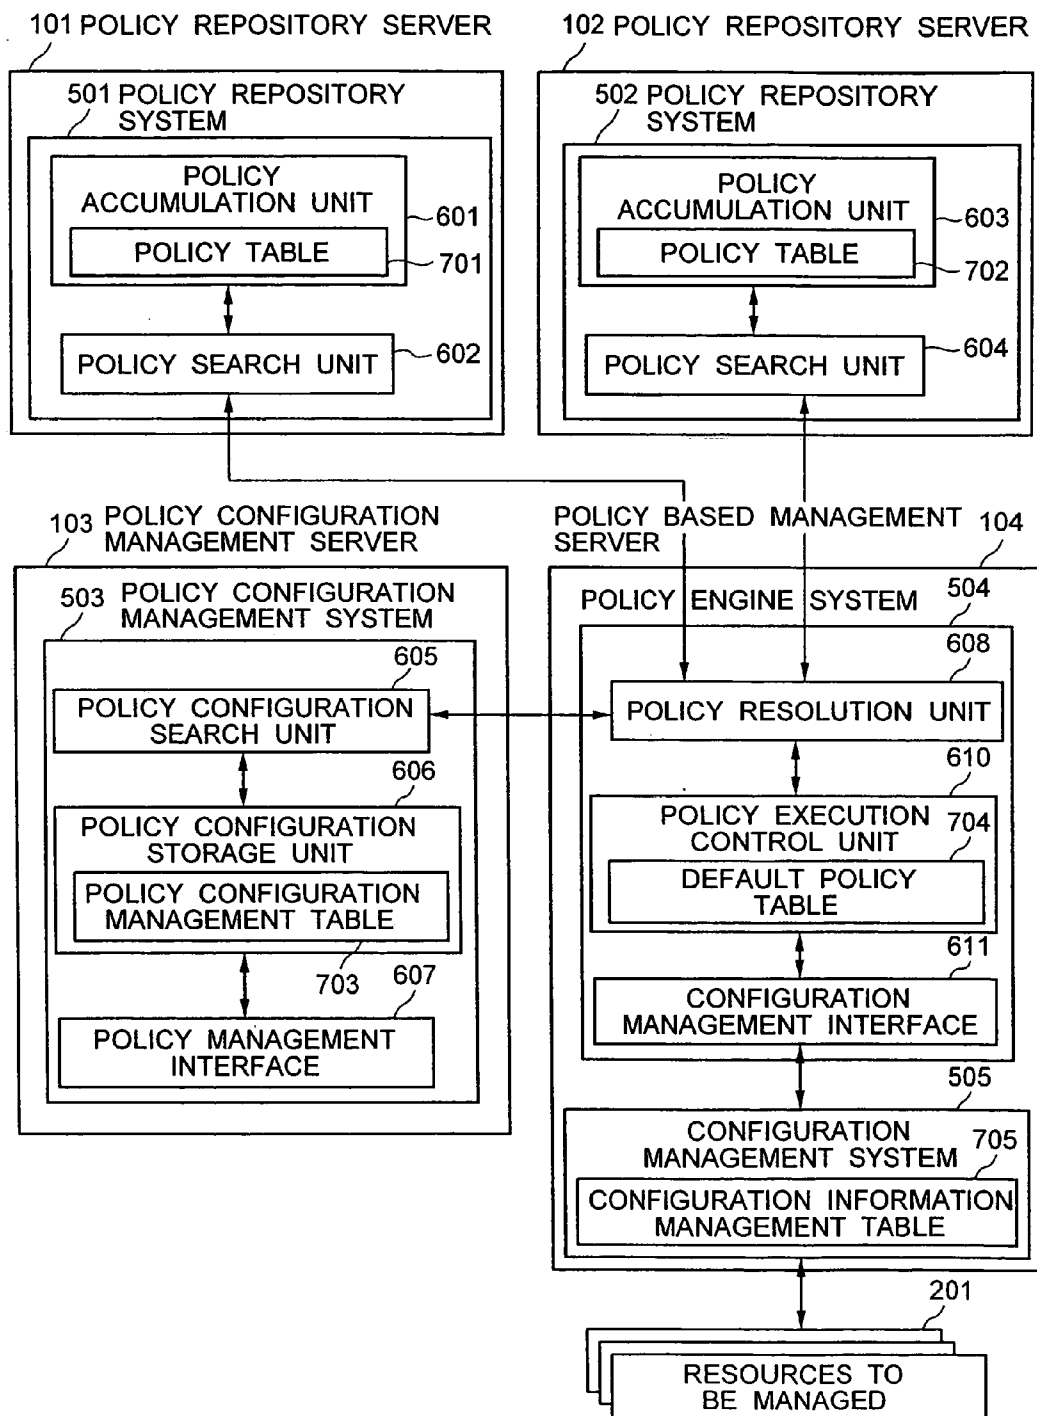 101 POLICY REPOSITORY SERVER
501 POLICY REPOSITORY
SYSTEM
POLICY
ACCUMULATION UNIT
601
POLICY TABLE
701
POLICY SEARCH UNIT
602
102 POLICY REPOSITORY SERVER
502 POLICY REPOSITORY
SYSTEM
POLICY
ACCUMULATION UNIT
603
POLICY TABLE
702
POLICY SEARCH UNIT
604
103 POLICY CONFIGURATION
MANAGEMENT SERVER
503 POLICY CONFIGURATION
MANAGEMENT SYSTEM
605
POLICY CONFIGURATION
SEARCH UNIT
606
POLICY CONFIGURATION
STORAGE UNIT
POLICY CONFIGURATION
MANAGEMENT TABLE
703
607
POLICY MANAGEMENT
INTERFACE
POLICY BASED MANAGEMENT
SERVER
104
POLICY ENGINE SYSTEM
504
608
POLICY RESOLUTION UNIT
610
POLICY EXECUTION
CONTROL UNIT
704
DEFAULT POLICY
TABLE
611
CONFIGURATION
MANAGEMENT INTERFACE
505
CONFIGURATION
MANAGEMENT SYSTEM
705
CONFIGURATION INFORMATION
MANAGEMENT TABLE
201
RESOURCES TO
BE MANAGED